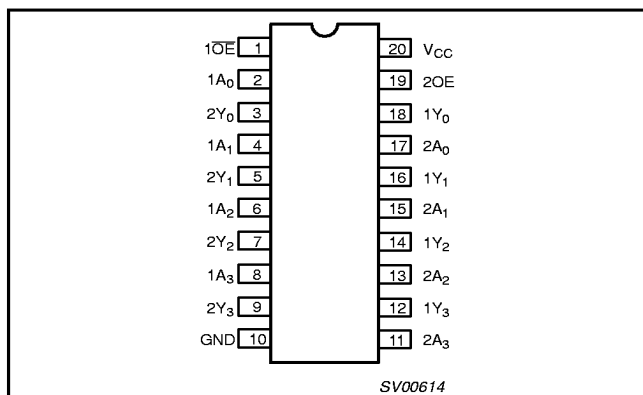 1O̅E̅ 1 20 VCC
1A0 2 19 2OE
2Y0 3 18 1Y0
1A1 4 17 2A0
2Y1 5 16 1Y1
1A2 6 15 2A1
2Y2 7 14 1Y2
1A3 8 13 2A2
2Y3 9 12 1Y3
GND 10 11 2A3
SV00614